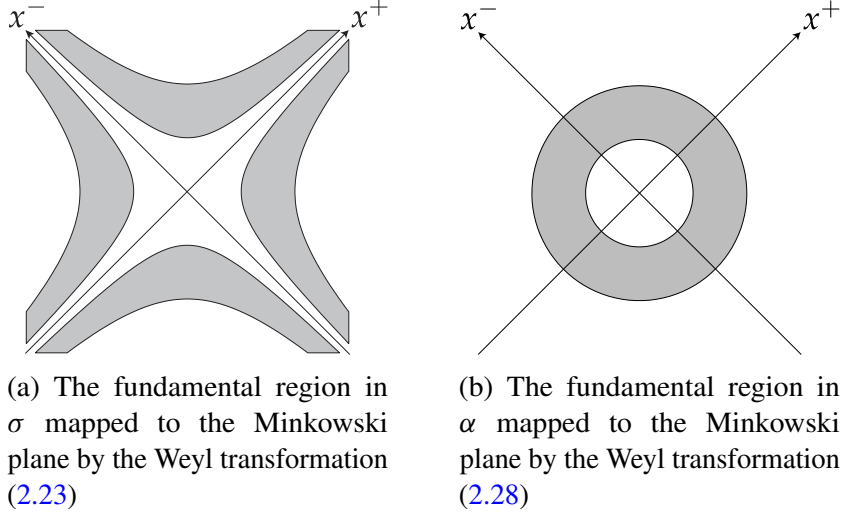 x⁻ x⁺ x⁻ x⁺
(a) The fundamental region in
σ mapped to the Minkowski
plane by the Weyl transformation
(2.23)
(b) The fundamental region in
α mapped to the Minkowski
plane by the Weyl transformation
(2.28)